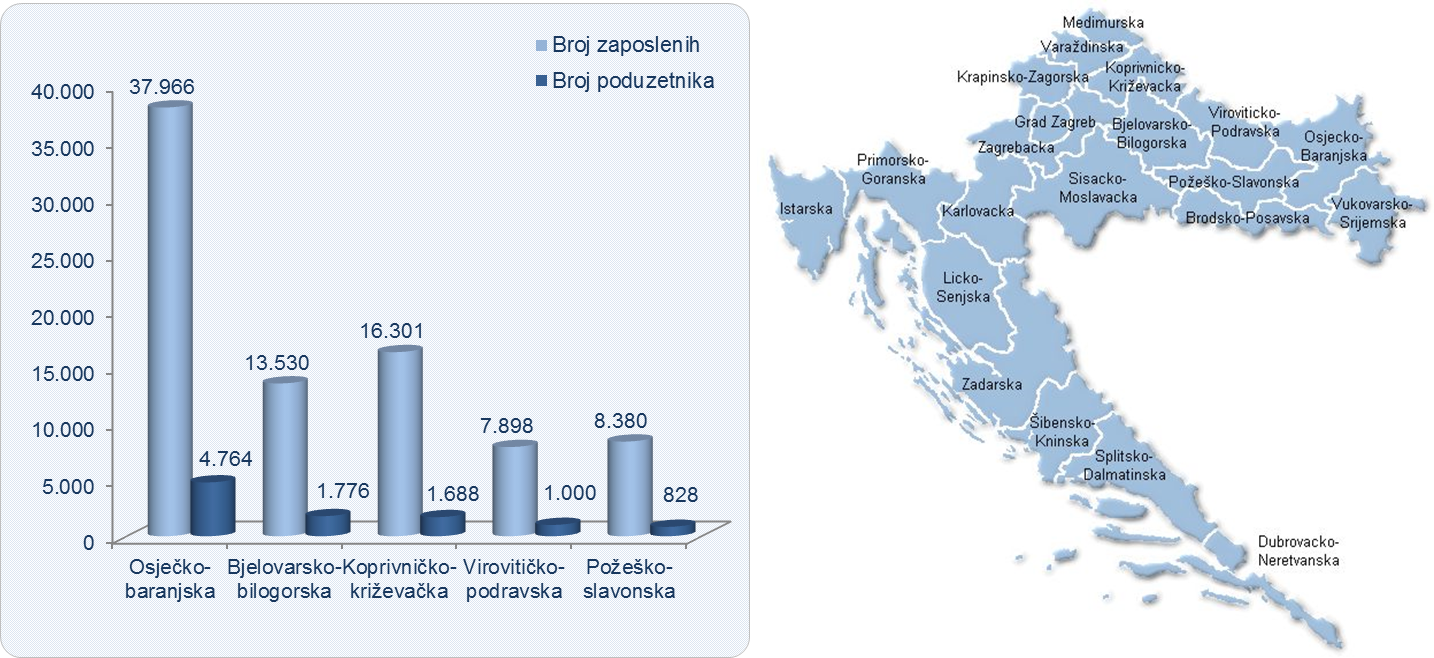 Broj zaposlenih
Broj poduzetnika
40.000
35.000
30.000
25.000
20.000
15.000
10.000
5.000
0
37.966
4.764
13.530
1.776
16.301
1.688
7.898
1.000
8.380
828
Osječko-
baranjska
Bjelovarsko-
bilogorska
Koprivničko-
križevačka
Virovitičko-
podravska
Požeško-
slavonska
Medimurska
Varaždinska
Koprivnicko-
Križevacka
Krapinsko-Zagorska
Grad Zagreb
Bjelovarsko-
Bilogorska
Viroviticko-
Podravska
Osjecko-
Baranjska
Zagrebacka
Primorsko-
Goranska
Sisacko-
Moslavacka
Požeško-Slavonska
Istarska
Karlovacka
Brodsko-Posavska
Vukovarsko-
Srijemska
Licko-
Senjska
Zadarska
Šibensko-
Kninska
Splitsko-
Dalmatinska
Dubrovacko-
Neretvanska